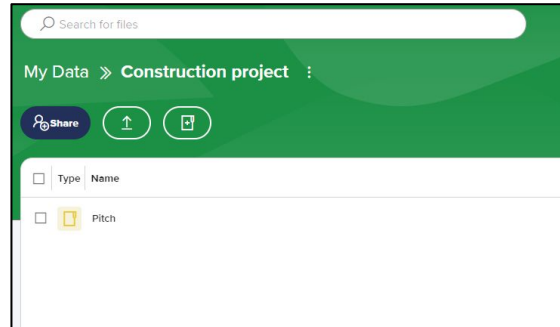 Search for files
My Data » Construction project
Share
Type Name
Pitch